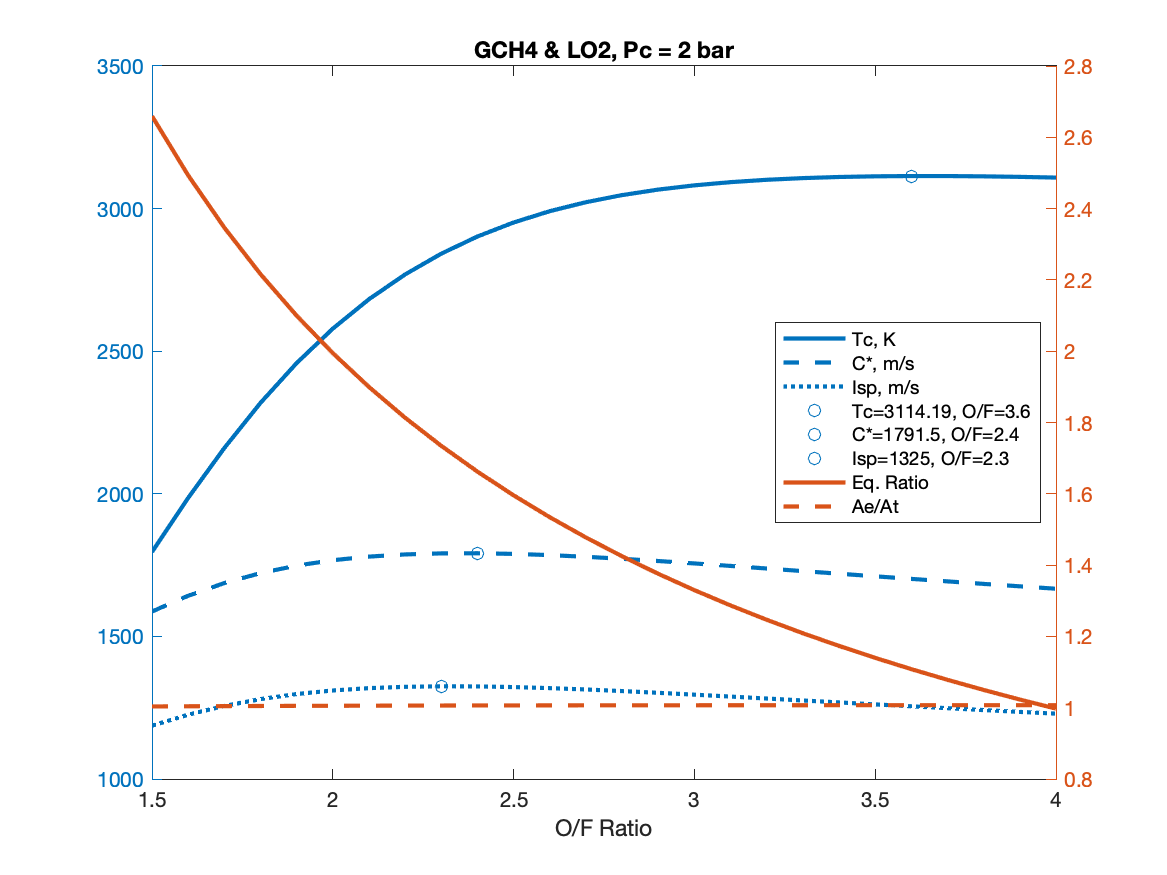 GCH4 & LO2, Pc = 2 bar
3500
3000
2500
2000
1500
1000
2.8
2.6
2.4
2.2
2
1.8
1.6
1.4
1.2
1
0.8
Tc, K
C*, m/s
Isp, m/s
Tc=3114.19, O/F=3.6
C*=1791.5, O/F=2.4
Isp=1325, O/F=2.3
Eq. Ratio
Ae/At
1.5 2 2.5 3 3.5 4
O/F Ratio